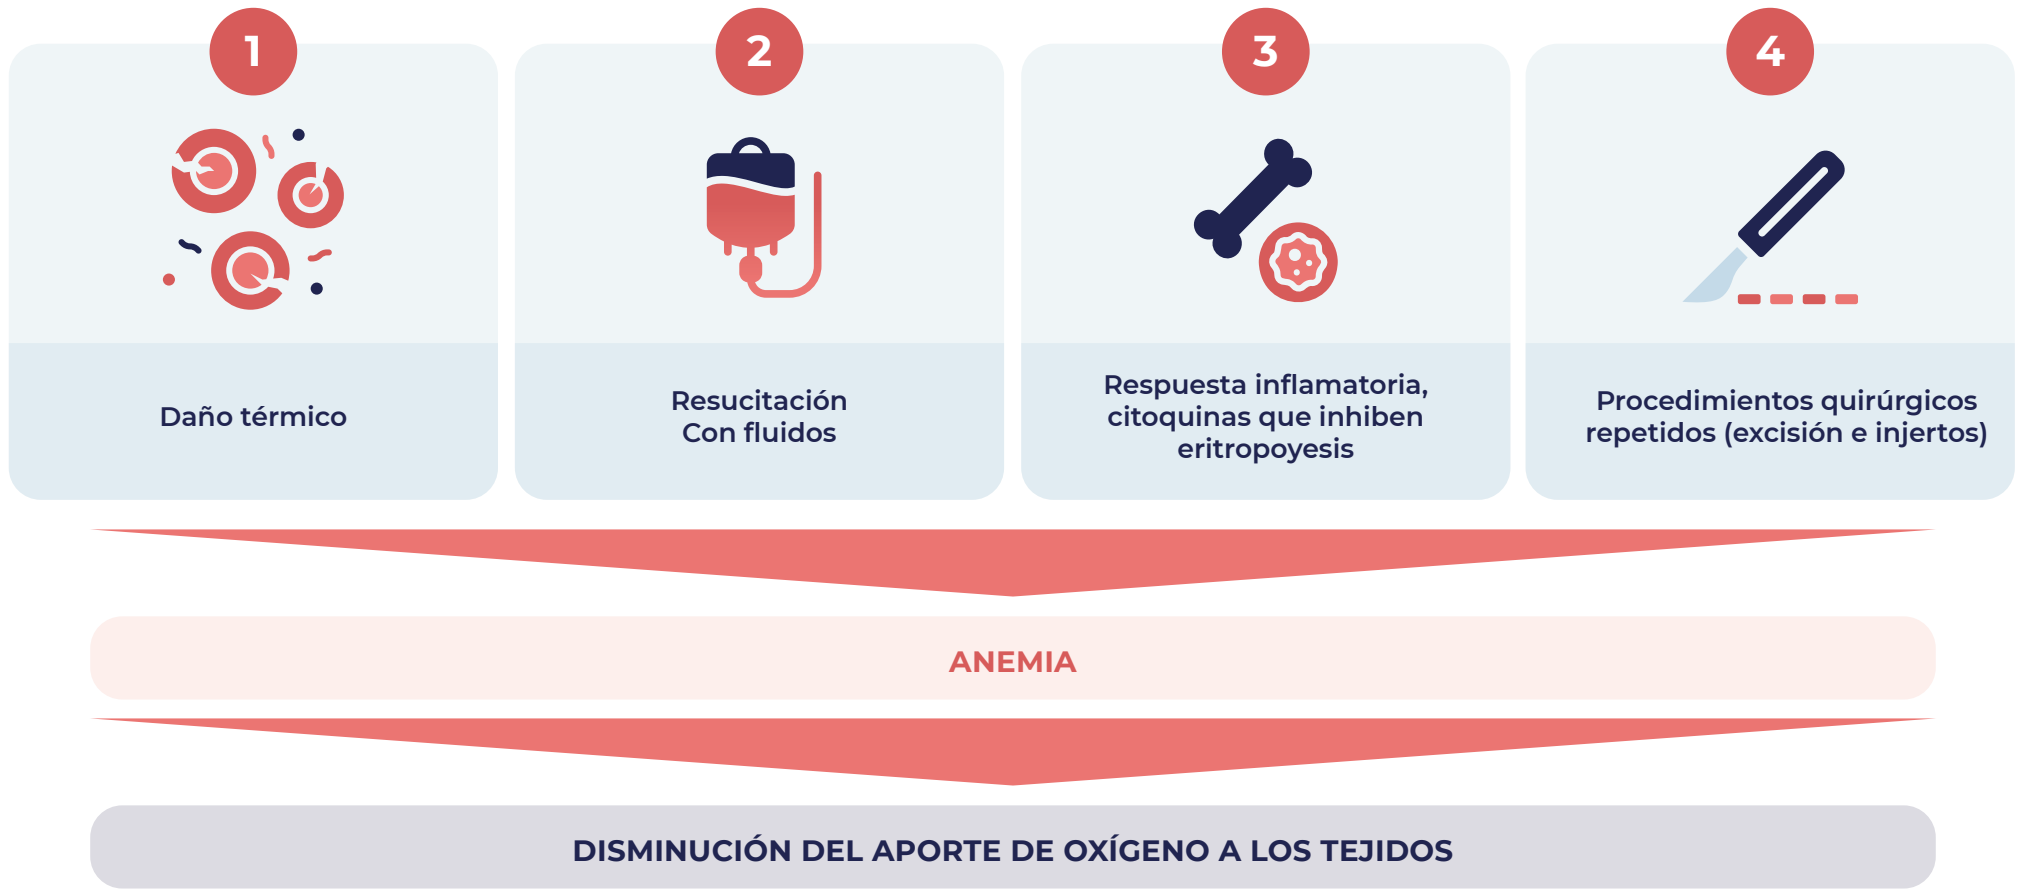 1
2
3
4
Daño térmico
Resucitación
Con fluidos
Respuesta inflamatoria,
citoquinas que inhiben
eritropoyesis
Procedimientos quirúrgicos
repetidos (excisión e injertos)
ANEMIA
DISMINUCIÓN DEL APORTE DE OXÍGENO A LOS TEJIDOS